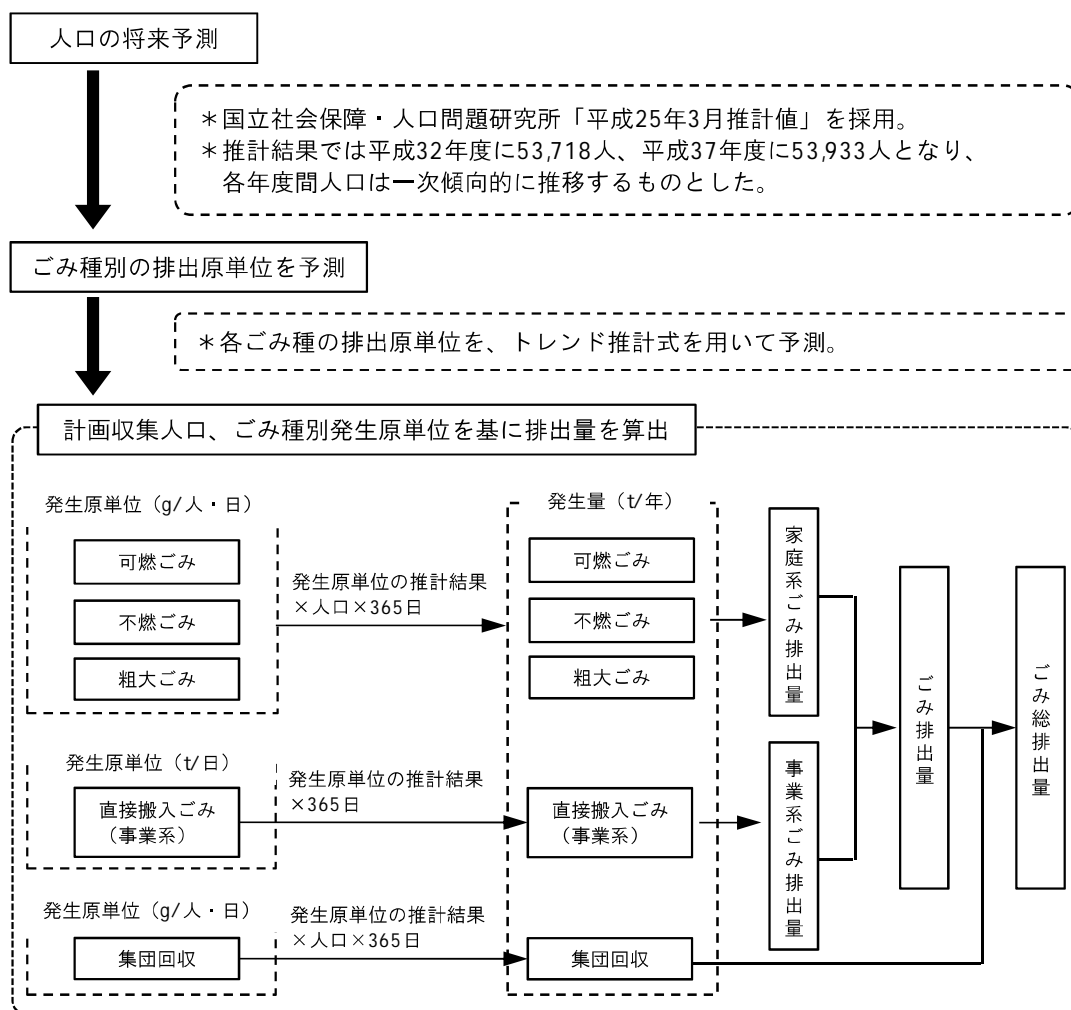 人口の将来予測
＊国立社会保障・人口問題研究所「平成25年3月推計値」を採用。
＊推計結果では平成32年度に53,718人、平成37年度に53,933人となり、
各年度間人口は一次傾向的に推移するものとした。
ごみ種別の排出原単位を予測
＊各ごみ種の排出原単位を、トレンド推計式を用いて予測。
計画収集人口、ごみ種別発生原単位を基に排出量を算出
発生原単位（g/人・日）
可燃ごみ
不燃ごみ
粗大ごみ
発生原単位の推計結果
×人口×365日
発生量（t/年）
可燃ごみ
不燃ごみ
粗大ごみ
家庭系ごみ排出量
発生原単位（t/日）
直接搬入ごみ
（事業系）
発生原単位の推計結果
×365日
直接搬入ごみ
（事業系）
事業系ごみ排出量
ごみ排出量
ごみ総排出量
発生原単位（g/人・日）
集団回収
発生原単位の推計結果
×人口×365日
集団回収